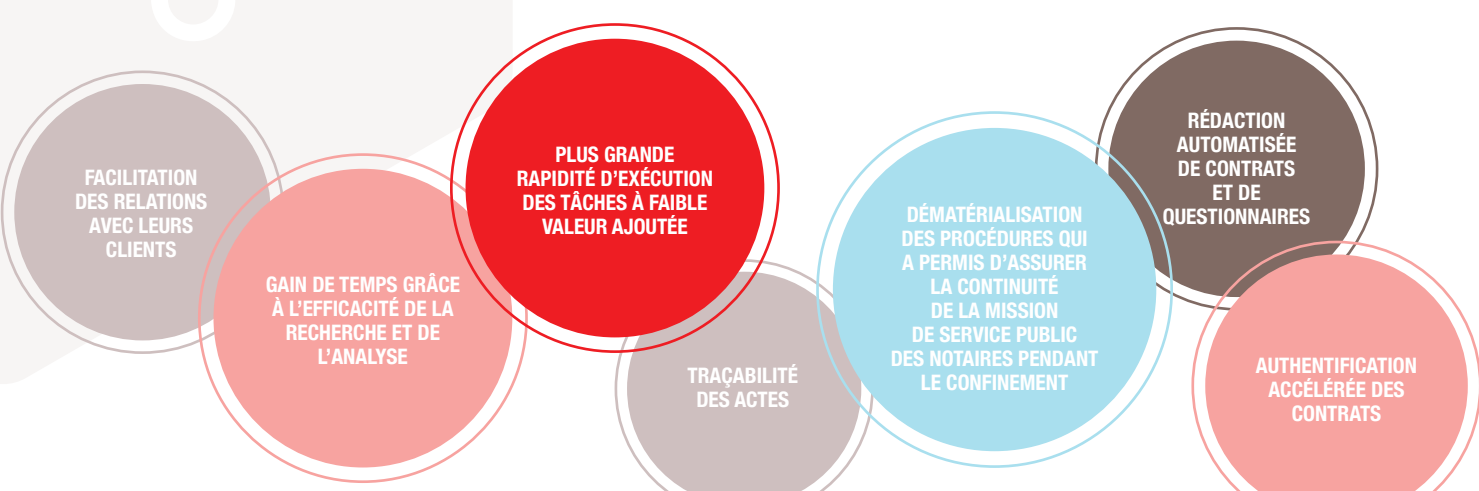 FACILITATION
DES RELATIONS
AVEC LEURS
CLIENTS
GAIN DE TEMPS GRÂCE
À L'EFFICACITÉ DE LA
RECHERCHE ET DE
L'ANALYSE
PLUS GRANDE
RAPIDITÉ D'EXÉCUTION
DES TÂCHES À FAIBLE
VALEUR AJOUTÉE
TRAÇABILITÉ
DES ACTES
DÉMATÉRIALISATION
DES PROCÉDURES QUI
A PERMIS D'ASSURER
LA CONTINUITÉ
DE LA MISSION
DE SERVICE PUBLIC
DES NOTAIRES PENDANT
LE CONFINEMENT
RÉDACTION
AUTOMATISÉE
DE CONTRATS
ET DE
QUESTIONNAIRES
AUTHENTIFICATION
ACCÉLÉRÉE DES
CONTRATS